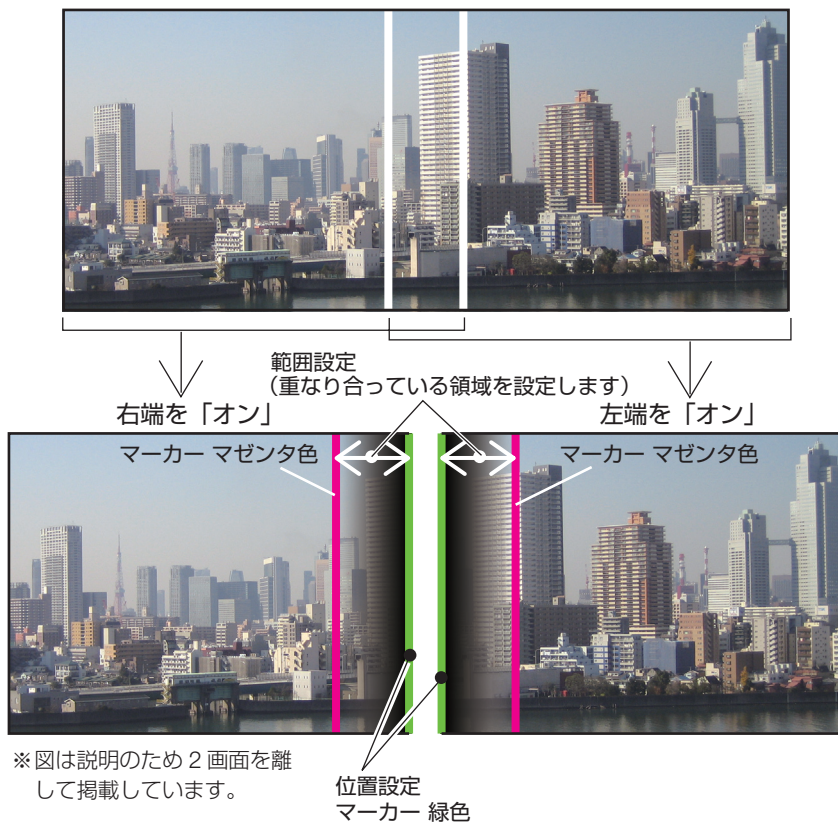 範囲設定
（重なり合っている領域を設定します）
右端を「オン」
左端を「オン」
マーカー マゼンタ色
マーカー マゼンタ色
※図は説明のため 2 画面を離
して掲載しています。
位置設定
マーカー 緑色